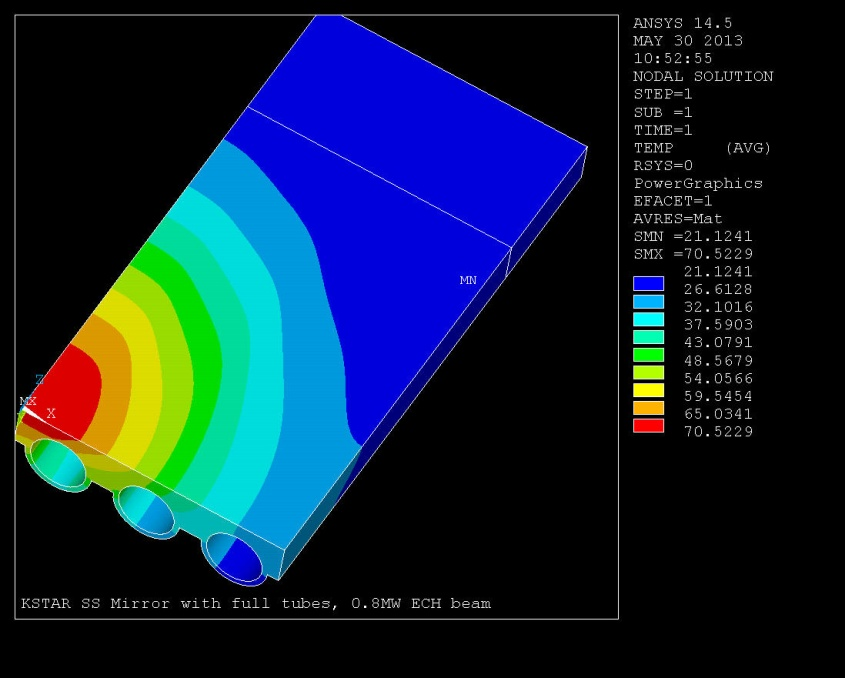 ANSYS 14.5
MAY 30 2013
10:52:55
NODAL SOLUTION
STEP=1
SUB =1
TIME=1
TEMP (AVG)
RSYS=0
PowerGraphics
EFACET=1
AVRES=Mat
SMN =21.1241
SMX =70.5229
21.1241
26.6128
32.1016
37.5903
43.0791
48.5679
54.0566
59.5454
65.0341
70.5229
MN
Z
MX
X
KSTAR SS Mirror with full tubes, 0.8MW ECH beam